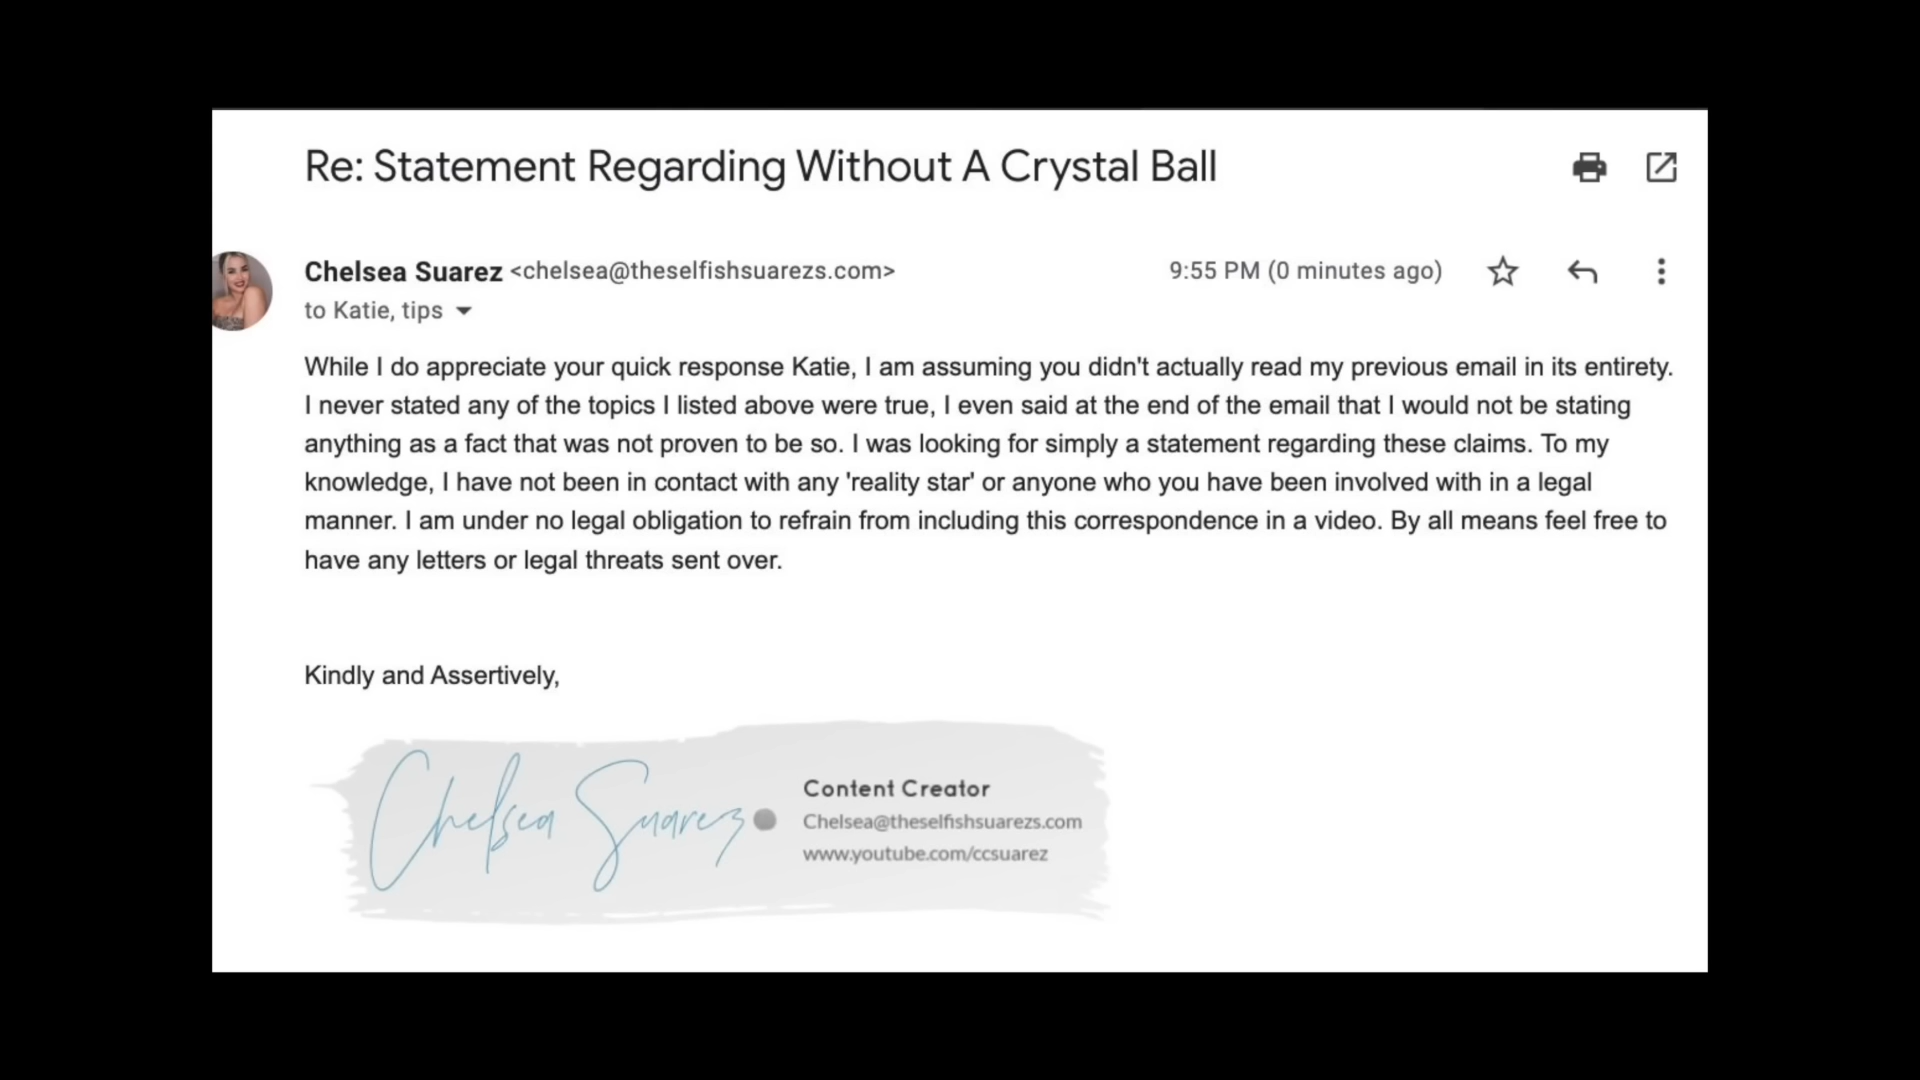 Re: Statement Regarding Without A Crystal Ball
Chelsea Suarez <chelsea@theselfishsuarezs.com>
9:55 PM (0 minutes ago)
to Katie, tips
While I do appreciate your quick response Katie, I am assuming you didn't actually read my previous email in its entirety.
I never stated any of the topics I listed above were true, I even said at the end of the email that I would not be stating
anything as a fact that was not proven to be so. I was looking for simply a statement regarding these claims. To my
knowledge, I have not been in contact with any 'reality star' or anyone who you have been involved with in a legal
manner. I am under no legal obligation to refrain from including this correspondence in a video. By all means feel free to
have any letters or legal threats sent over.
Kindly and Assertively,
Chelsea Suarez
Content Creator
Chelsea@theselfishsuarezs.com
www.youtube.com/ccsuarez